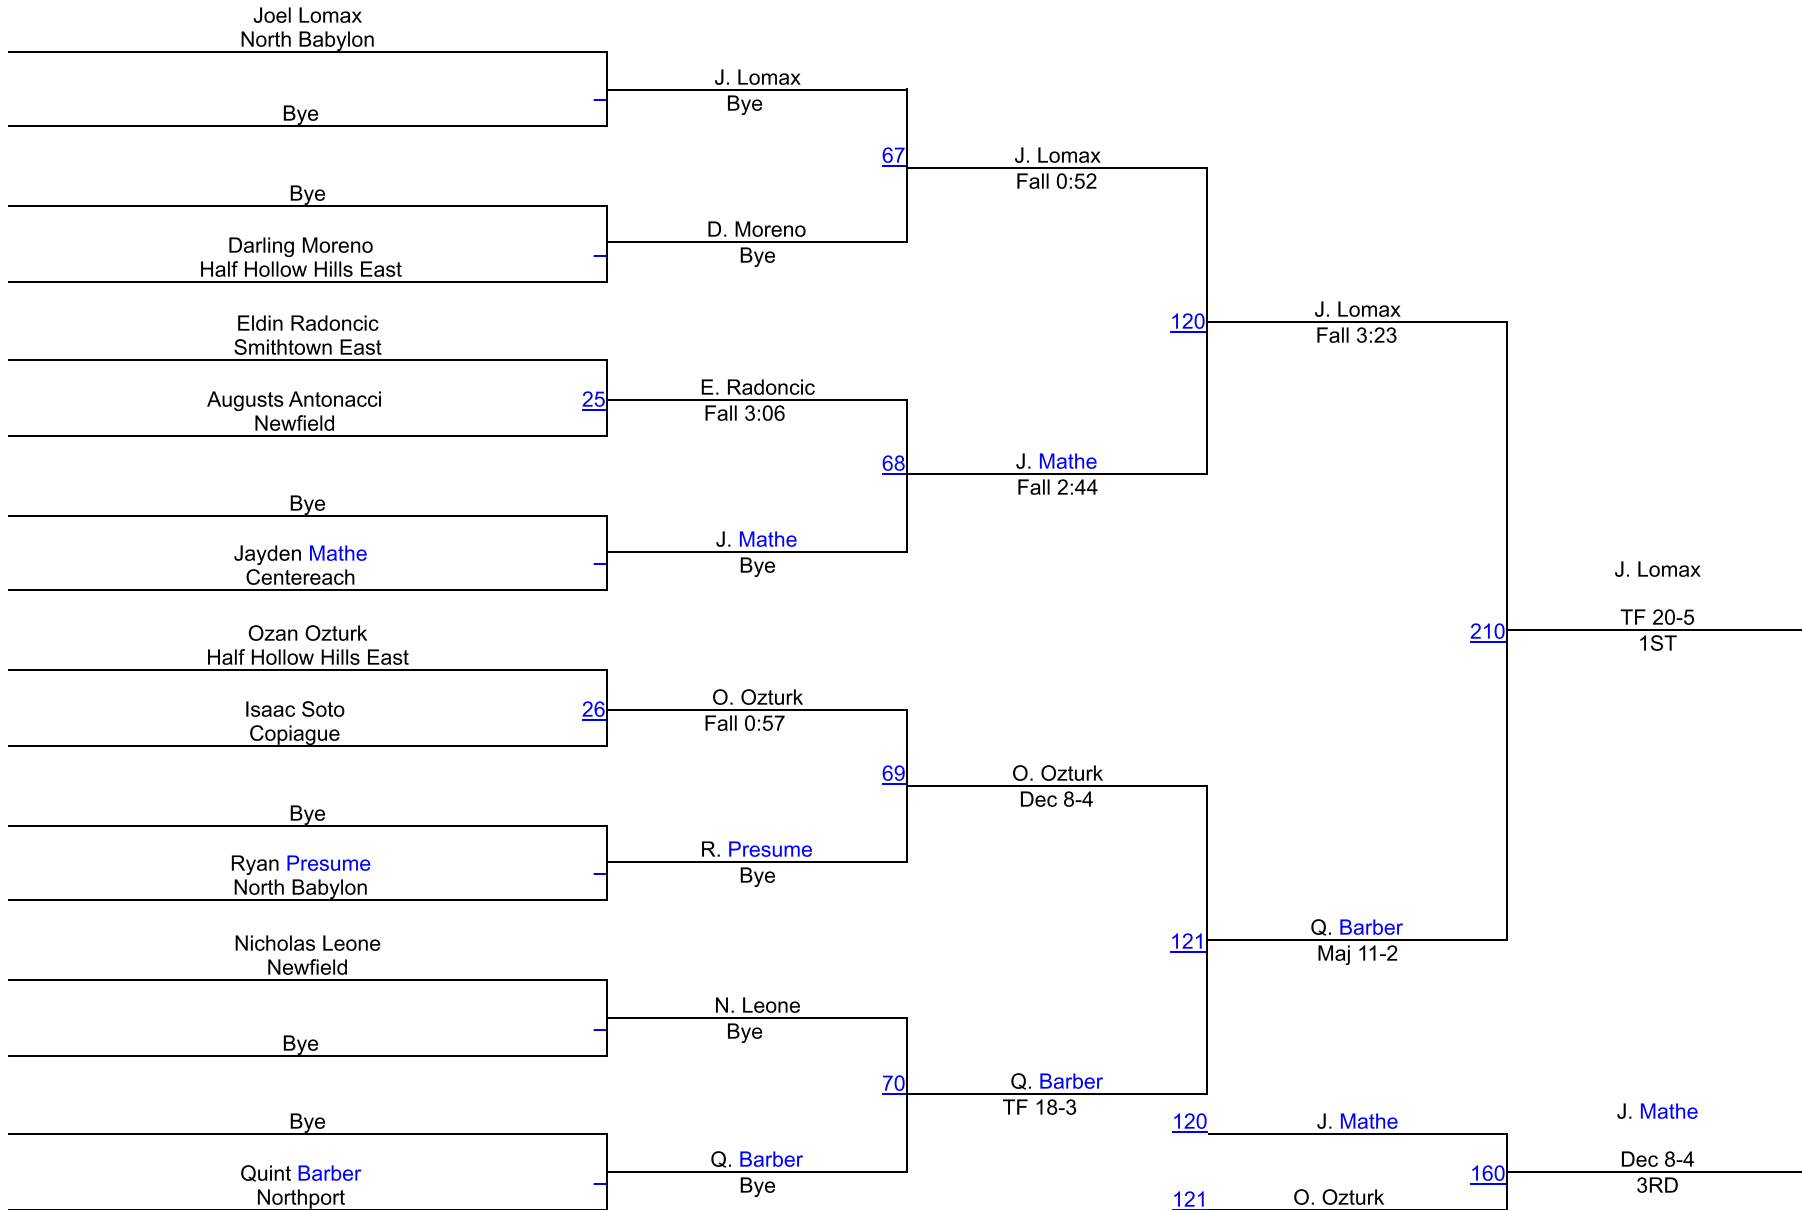 Joel Lomax
North Babylon
Bye
J. Lomax
Bye
Bye
Darling Moreno
Half Hollow Hills East
D. Moreno
Bye
67
J. Lomax
Fall 0:52
Eldin Radoncic
Smithtown East
Augusts Antonacci
Newfield
25
E. Radoncic
Fall 3:06
Bye
Jayden Mathe
Centereach
J. Mathe
Bye
68
J. Mathe
Fall 2:44
120
J. Lomax
Fall 3:23
Ozan Ozturk
Half Hollow Hills East
Isaac Soto
Copiague
26
O. Ozturk
Fall 0:57
Bye
Ryan Presume
North Babylon
R. Presume
Bye
69
O. Ozturk
Dec 8-4
Nicholas Leone
Newfield
Bye
N. Leone
Bye
Bye
Quint Barber
Northport
Q. Barber
Bye
70
Q. Barber
TF 18-3
121
Q. Barber
Maj 11-2
210
J. Lomax
TF 20-5
1ST
120
J. Mathe
121
O. Ozturk
160
J. Mathe
Dec 8-4
3RD